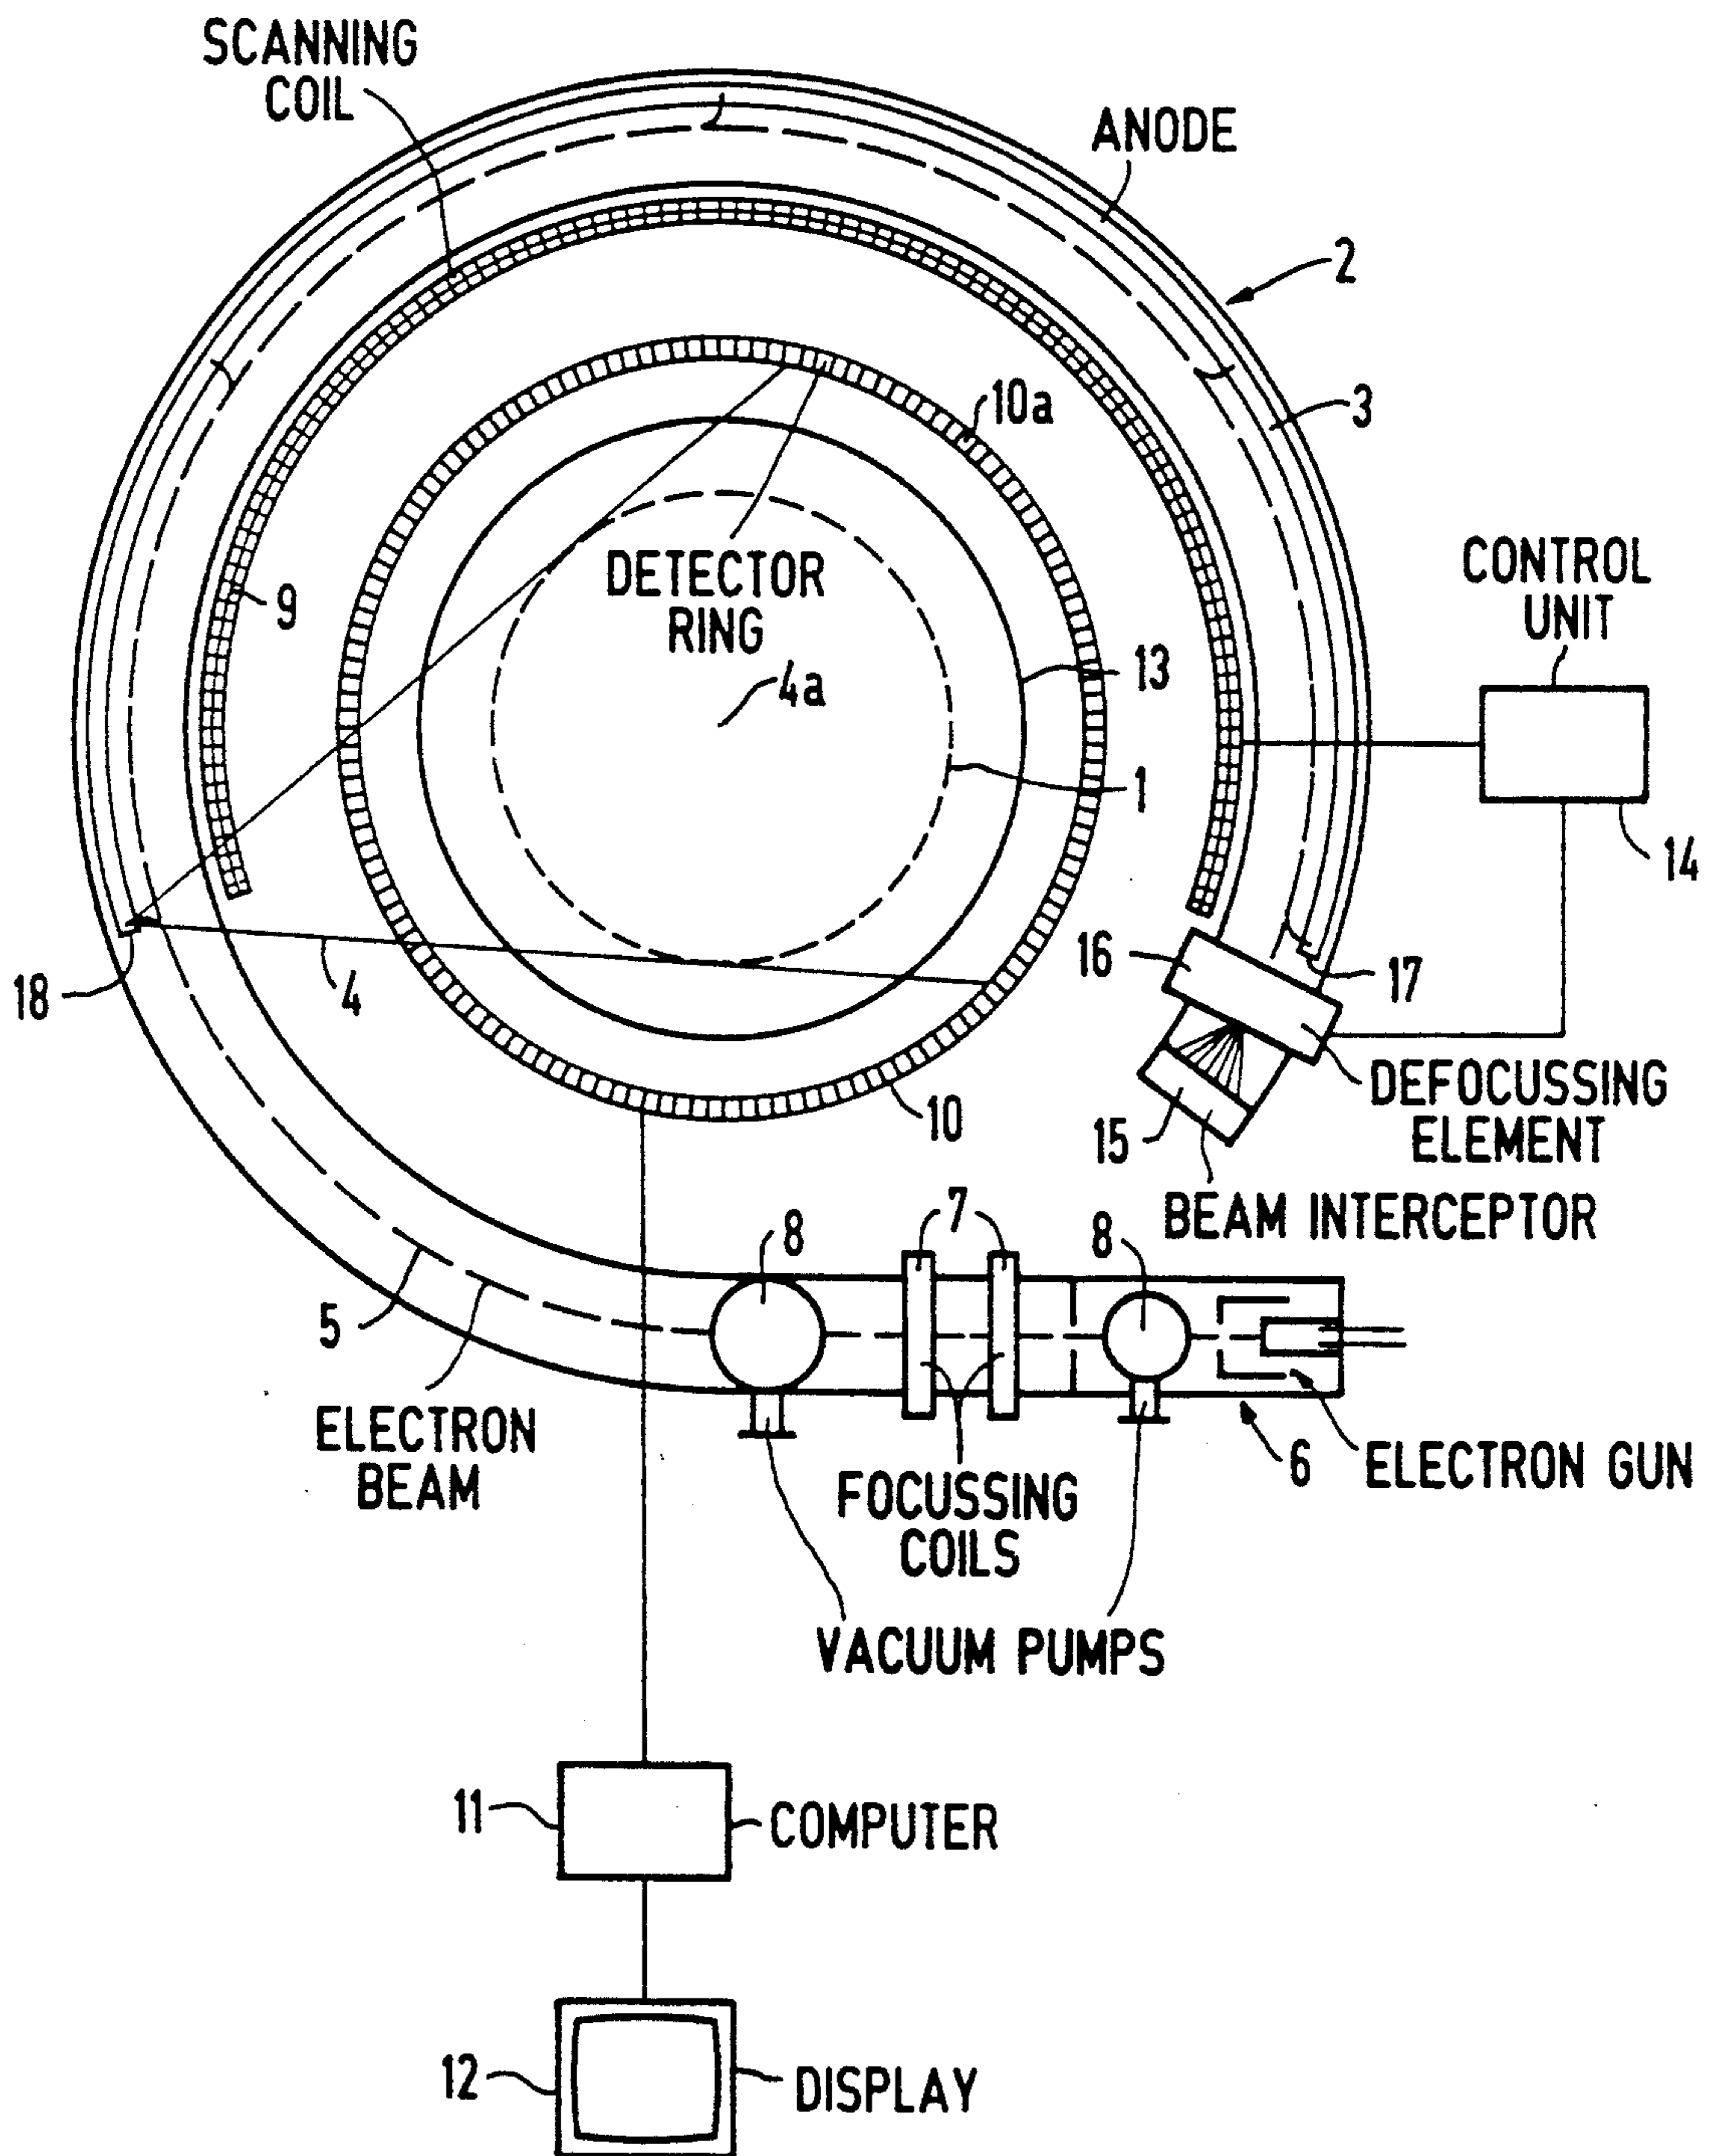 SCANNING
COIL
ANODE
2
3
10a
CONTROL
UNIT
DETECTOR
RING
9
13
4a
1
14
16
17
18
4
DEFOCUSSING
ELEMENT
10
15
BEAM INTERCEPTOR
7
8
8
5
ELECTRON
BEAM
6
ELECTRON GUN
FOCUSSING
COILS
VACUUM PUMPS
11
COMPUTER
12
DISPLAY